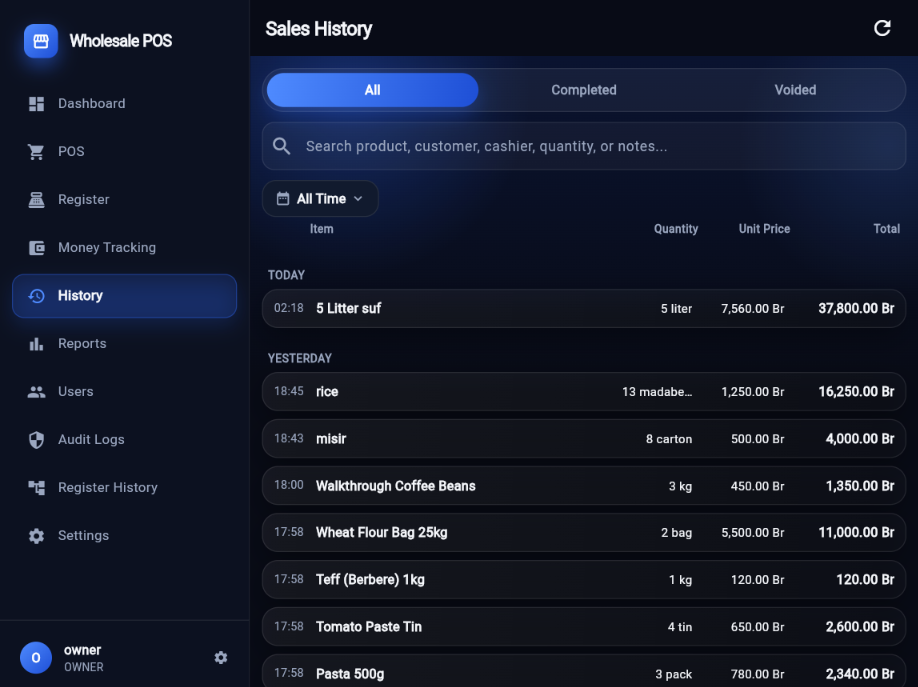 Wholesale POS
Dashboard
POS
Register
Money Tracking
History
Reports
Users
Audit Logs
Register History
Settings
O
owner
OWNER
Sales History
All Completed Voided
Search product, customer, cashier, quantity, or notes...
All Time
Item Quantity Unit Price Total
TODAY
02:18 5 Litter suf 5 liter 7,560.00 Br 37,800.00 Br
YESTERDAY
18:45 rice 13 madabe... 1,250.00 Br 16,250.00 Br
18:43 misir 8 carton 500.00 Br 4,000.00 Br
18:00 Walkthrough Coffee Beans 3 kg 450.00 Br 1,350.00 Br
17:58 Wheat Flour Bag 25kg 2 bag 5,500.00 Br 11,000.00 Br
17:58 Teff (Berbere) 1kg 1 kg 120.00 Br 120.00 Br
17:58 Tomato Paste Tin 4 tin 650.00 Br 2,600.00 Br
17:58 Pasta 500g 3 pack 780.00 Br 2,340.00 Br